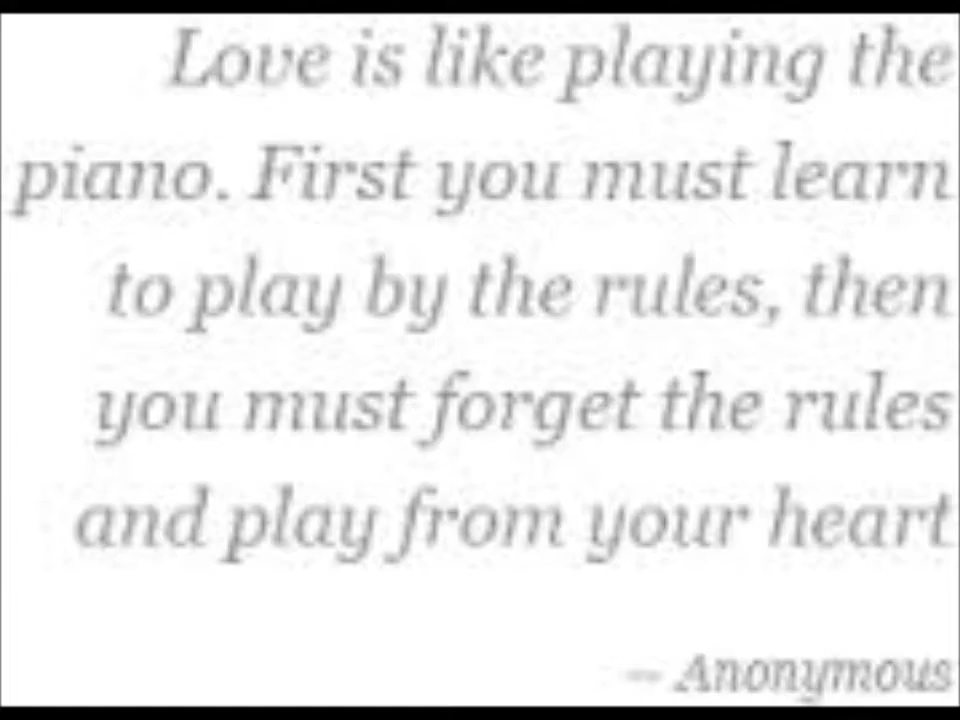 Love is like playing the
piano. First you must learn
to play by the rules, then
you must forget the rules
and play from your heart
-- Anonymous